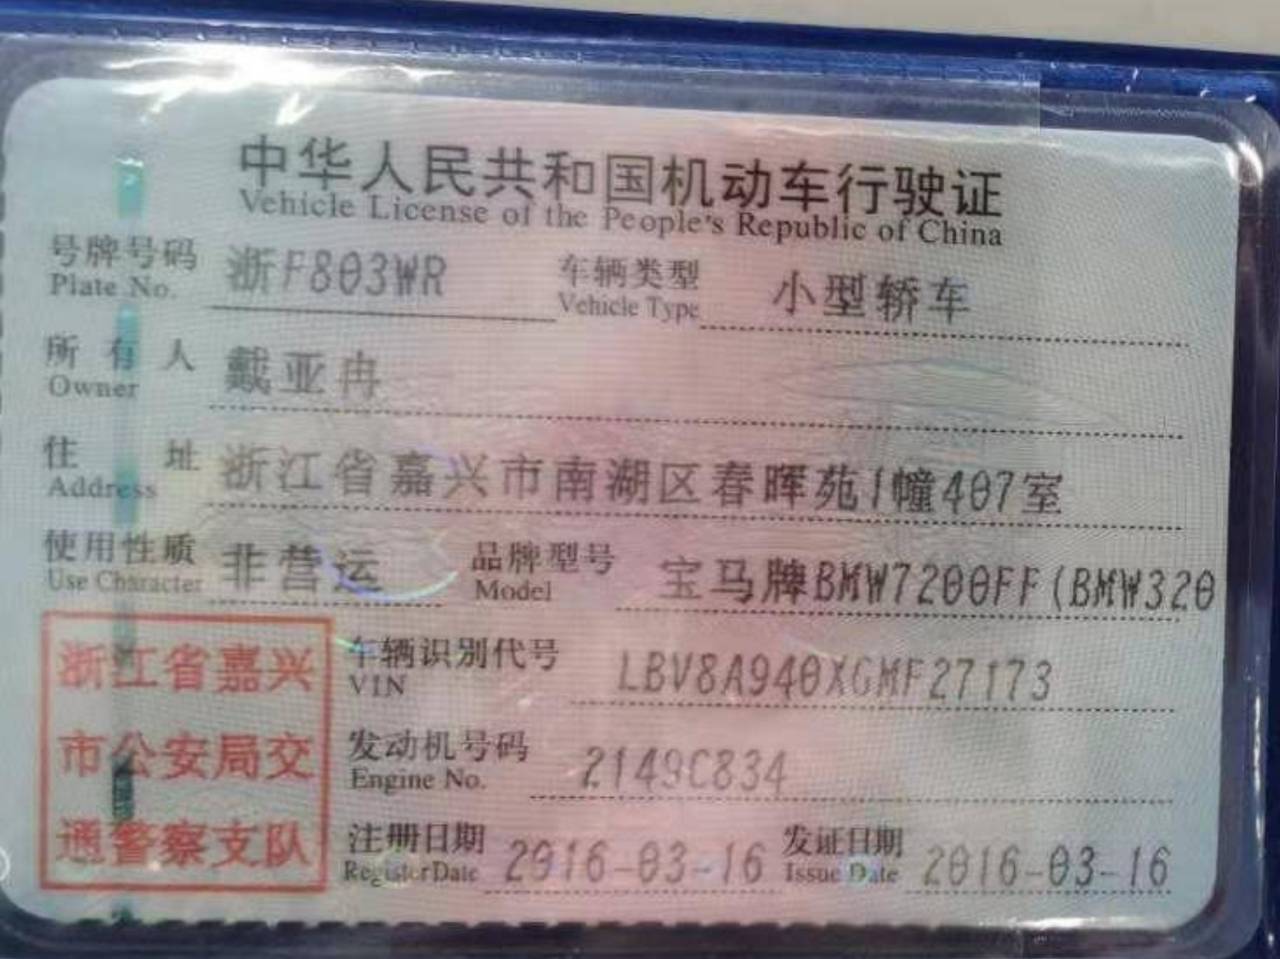 中华人民共和国机动车行驶证
Vehicle License of the People's Republic of China
号牌号码 浙F803WR 车辆类型 小型轿车
Plate No. Vehicle Type
所有人 戴亚冉
Owner
住址 浙江省嘉兴市南湖区春晖苑1幢407室
Address
使用性质 非营运 品牌型号 宝马牌BMW7200FF(BMW320
Use Character Model
浙江省嘉兴
市公安局交
通警察支队
车辆识别代号 LBV8A940XGMF27173
VIN
发动机号码 2149C834
Engine No.
注册日期 2016-03-16 发证日期 2016-03-16
Register Date Issue Date